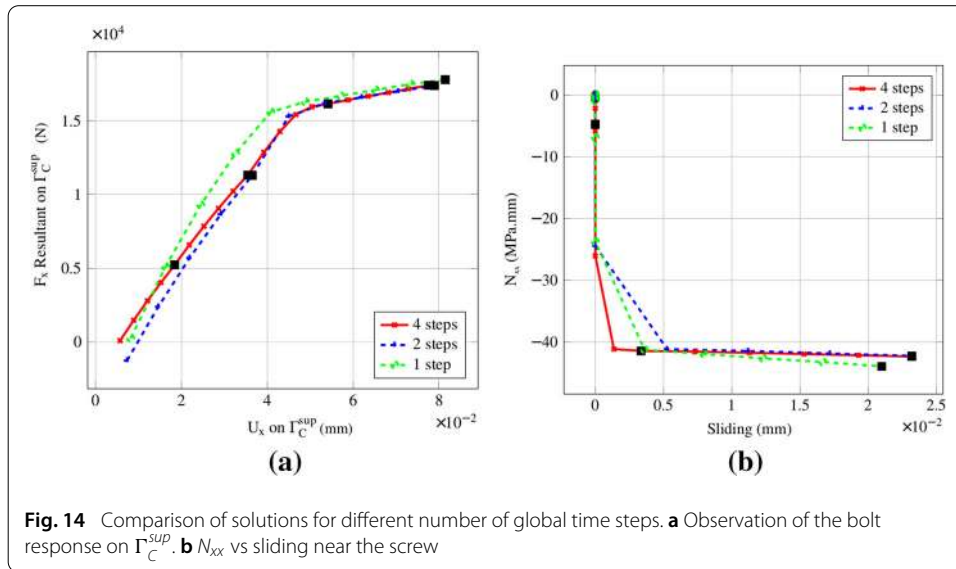 ×10⁴
1.5
1
0.5
0
F_x Resultant on Γ_C^sup (N)
0 2 4 6 8
×10⁻²
U_x on Γ_C^sup (mm)
4 steps
2 steps
1 step
(a)
0
−10
−20
−30
−40
N_xx (MPa.mm)
0 0.5 1 1.5 2 2.5
×10⁻²
Sliding (mm)
4 steps
2 steps
1 step
(b)
Fig. 14 Comparison of solutions for different number of global time steps. a Observation of the bolt
response on Γ_C^sup. b N_xx vs sliding near the screw